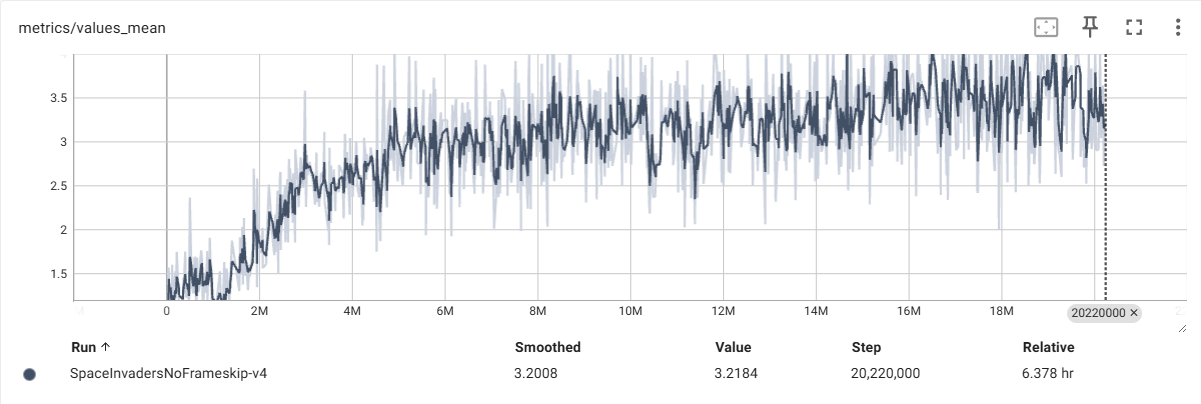 metrics/values_mean
3.5
3
2.5
2
1.5
0 2M 4M 6M 8M 10M 12M 14M 16M 18M 20220000 ✕
Run ↑ Smoothed Value Step Relative
SpaceInvadersNoFrameskip-v4 3.2008 3.2184 20,220,000 6.378 hr